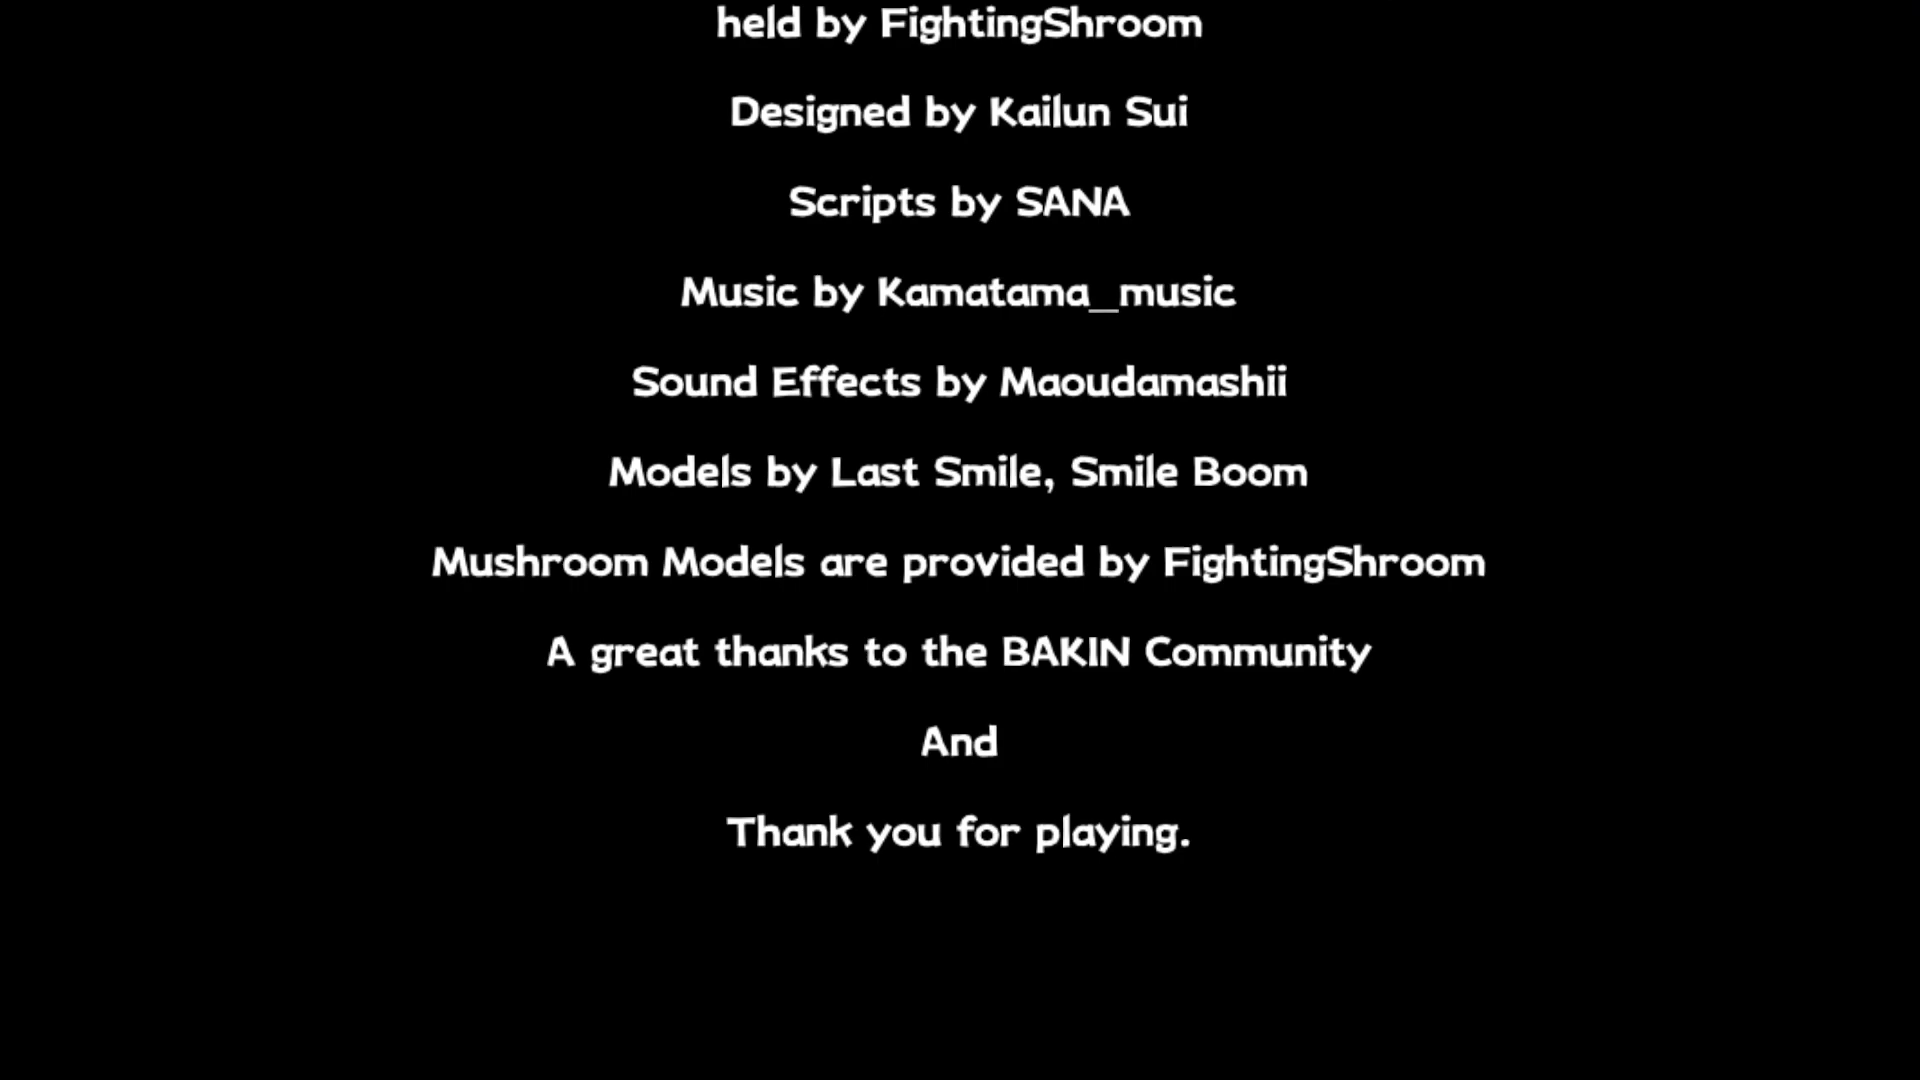 held by FightingShroom
Designed by Kailun Sui
Scripts by SANA
Music by Kamatama_music
Sound Effects by Maoudamashii
Models by Last Smile, Smile Boom
Mushroom Models are provided by FightingShroom
A great thanks to the BAKIN Community
And
Thank you for playing.